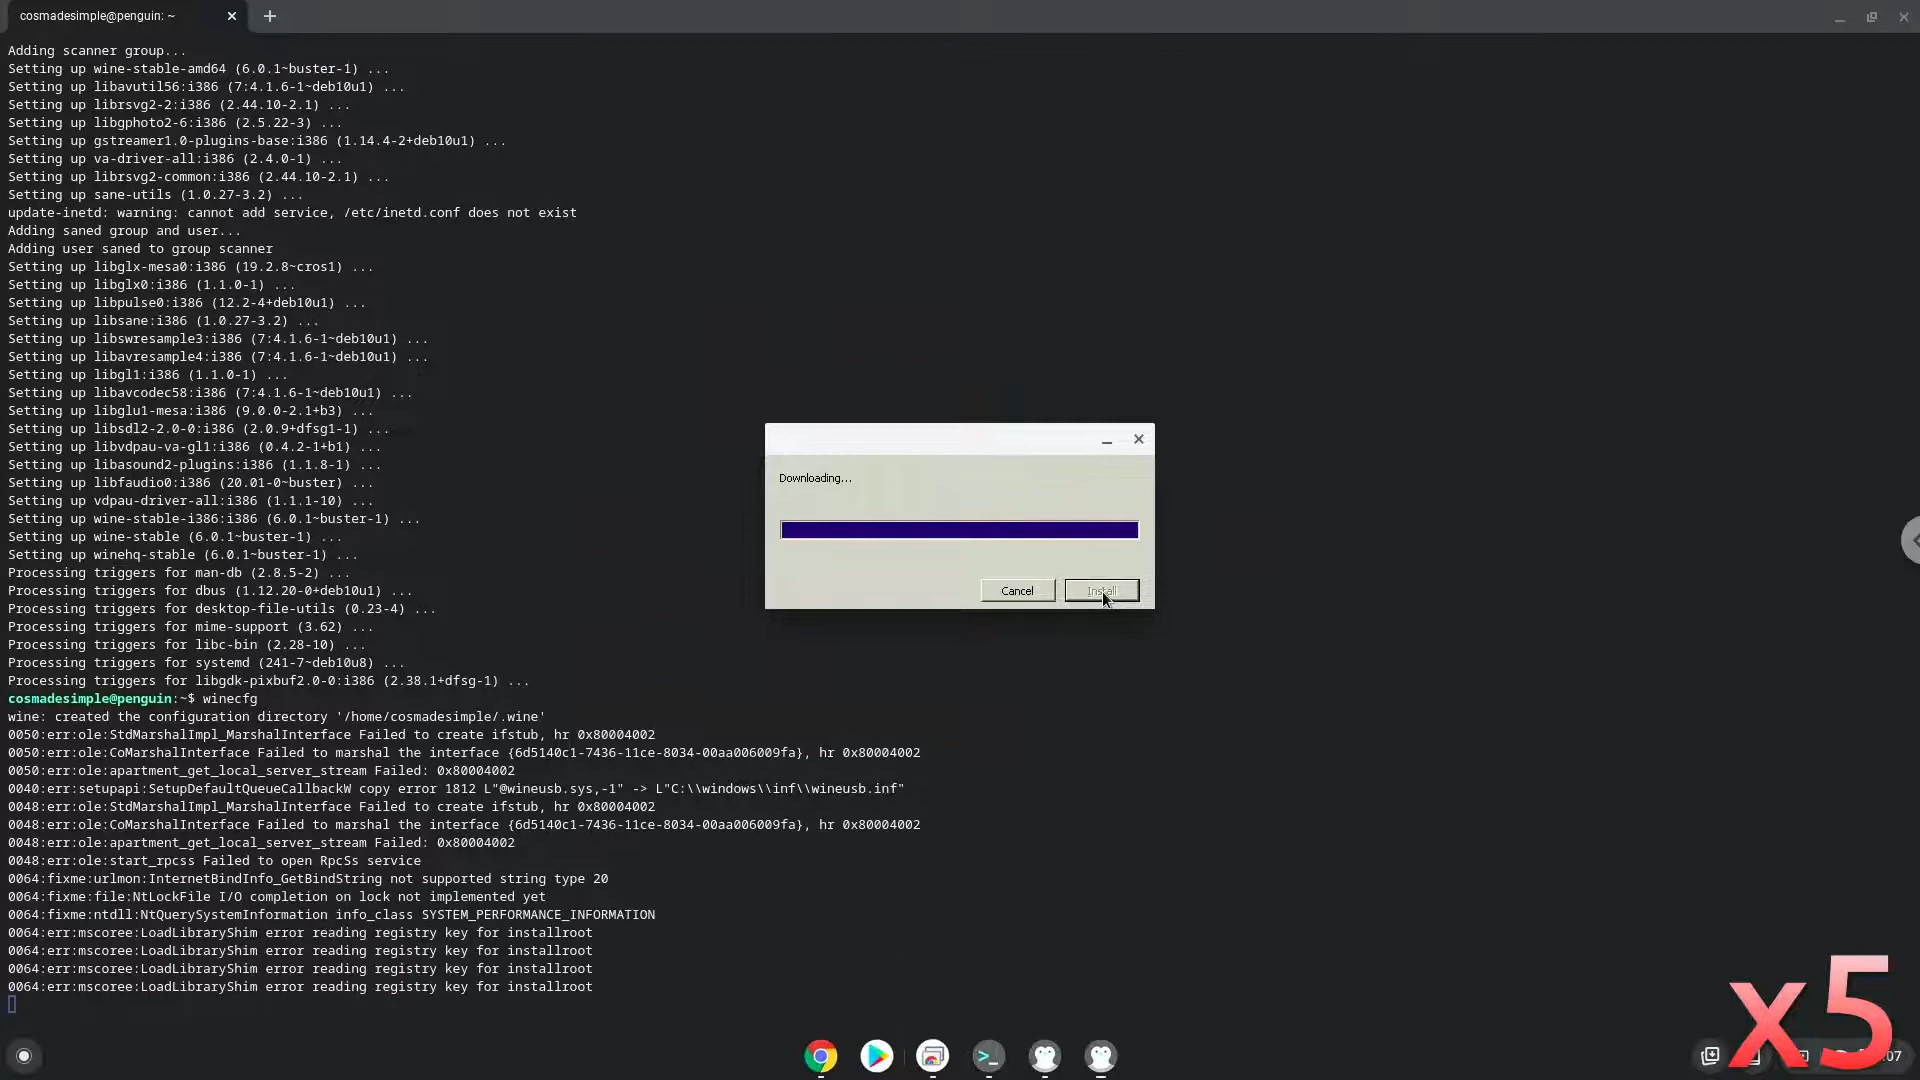 cosmadesimple@penguin: ~
Adding scanner group...
Setting up wine-stable-amd64 (6.0.1~buster-1) ...
Setting up libavutil56:i386 (7:4.1.6-1~deb10u1) ...
Setting up librsvg2-2:i386 (2.44.10-2.1) ...
Setting up libgphoto2-6:i386 (2.5.22-3) ...
Setting up gstreamer1.0-plugins-base:i386 (1.14.4-2+deb10u1) ...
Setting up va-driver-all:i386 (2.4.0-1) ...
Setting up librsvg2-common:i386 (2.44.10-2.1) ...
Setting up sane-utils (1.0.27-3.2) ...
update-inetd: warning: cannot add service, /etc/inetd.conf does not exist
Adding saned group and user...
Adding user saned to group scanner
Setting up libglx-mesa0:i386 (19.2.8~cros1) ...
Setting up libglx0:i386 (1.1.0-1) ...
Setting up libpulse0:i386 (12.2-4+deb10u1) ...
Setting up libsane:i386 (1.0.27-3.2) ...
Setting up libswresample3:i386 (7:4.1.6-1~deb10u1) ...
Setting up libavresample4:i386 (7:4.1.6-1~deb10u1) ...
Setting up libgl1:i386 (1.1.0-1) ...
Setting up libavcodec58:i386 (7:4.1.6-1~deb10u1) ...
Setting up libglu1-mesa:i386 (9.0.0-2.1+b3) ...
Setting up libsdl2-2.0-0:i386 (2.0.9+dfsg1-1) ...
Setting up libvdpau-va-gl1:i386 (0.4.2-1+b1) ...
Setting up libasound2-plugins:i386 (1.1.8-1) ...
Setting up libfaudio0:i386 (20.01-0~buster) ...
Setting up vdpau-driver-all:i386 (1.1.1-10) ...
Setting up wine-stable-i386:i386 (6.0.1~buster-1) ...
Setting up wine-stable (6.0.1~buster-1) ...
Setting up winehq-stable (6.0.1~buster-1) ...
Processing triggers for man-db (2.8.5-2) ...
Processing triggers for dbus (1.12.20-0+deb10u1) ...
Processing triggers for desktop-file-utils (0.23-4) ...
Processing triggers for mime-support (3.62) ...
Processing triggers for libc-bin (2.28-10) ...
Processing triggers for systemd (241-7~deb10u8) ...
Processing triggers for libgdk-pixbuf2.0-0:i386 (2.38.1+dfsg-1) ...
cosmadesimple@penguin:~$ winecfg
wine: created the configuration directory '/home/cosmadesimple/.wine'
0050:err:ole:StdMarshalImpl_MarshalInterface Failed to create ifstub, hr 0x80004002
0050:err:ole:CoMarshalInterface Failed to marshal the interface {6d5140c1-7436-11ce-8034-00aa006009fa}, hr 0x80004002
0050:err:ole:apartment_get_local_server_stream Failed: 0x80004002
0040:err:setupapi:SetupDefaultQueueCallbackW copy error 1812 L"@wineusb.sys,-1" -> L"C:\\windows\\inf\\wineusb.inf"
0048:err:ole:StdMarshalImpl_MarshalInterface Failed to create ifstub, hr 0x80004002
0048:err:ole:CoMarshalInterface Failed to marshal the interface {6d5140c1-7436-11ce-8034-00aa006009fa}, hr 0x80004002
0048:err:ole:apartment_get_local_server_stream Failed: 0x80004002
0048:err:ole:start_rpcss Failed to open RpcSs service
0064:fixme:urlmon:InternetBindInfo_GetBindString not supported string type 20
0064:fixme:file:NtLockFile I/O completion on lock not implemented yet
0064:fixme:ntdll:NtQuerySystemInformation info_class SYSTEM_PERFORMANCE_INFORMATION
0064:err:mscoree:LoadLibraryShim error reading registry key for installroot
0064:err:mscoree:LoadLibraryShim error reading registry key for installroot
0064:err:mscoree:LoadLibraryShim error reading registry key for installroot
0064:err:mscoree:LoadLibraryShim error reading registry key for installroot
Downloading...
Cancel
Install
x5